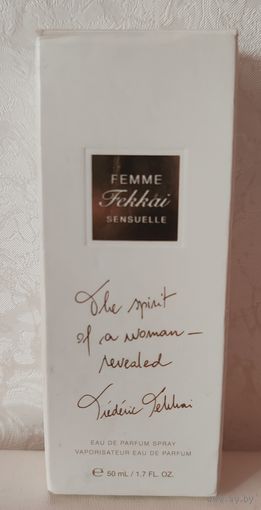 FEMME
Fekkai
SENSUELLE
The spirit
of a woman –
revealed
Frédéric Fekkai
EAU DE PARFUM SPRAY
VAPORISATEUR EAU DE PARFUM
℮ 50 mL / 1.7 FL. OZ.